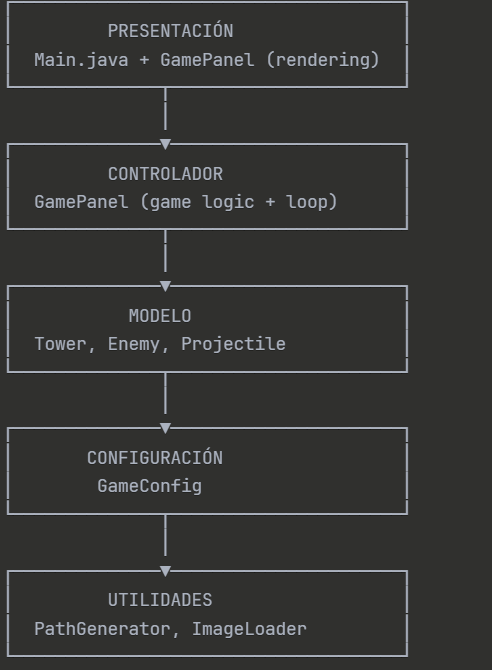 PRESENTACIÓN
Main.java + GamePanel (rendering)
CONTROLADOR
GamePanel (game logic + loop)
MODELO
Tower, Enemy, Projectile
CONFIGURACIÓN
GameConfig
UTILIDADES
PathGenerator, ImageLoader